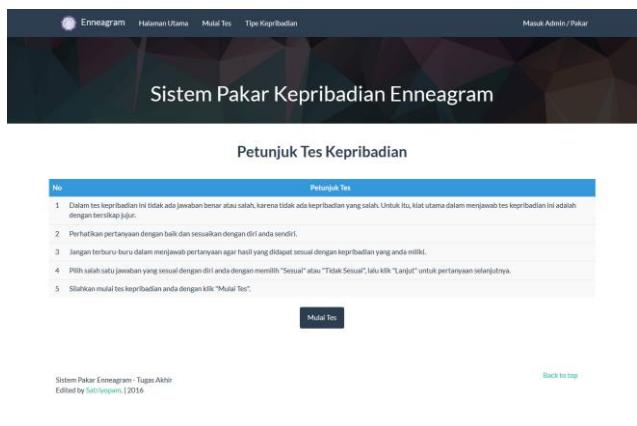 Enneagram Halaman Utama Mulai Tes Tipe Kepribadian Masuk Admin / Pakar
Sistem Pakar Kepribadian Enneagram
Petunjuk Tes Kepribadian
No Petunjuk Tes
1 Dalam tes kepribadian ini tidak ada jawaban benar atau salah, karena tidak ada kepribadian yang salah. Untuk itu, kiat utama dalam menjawab tes kepribadian ini adalah
dengan bersikap jujur.
2 Perhatikan pertanyaan dengan baik dan sesuaikan dengan diri anda sendiri.
3 Jangan terburu-buru dalam menjawab pertanyaan agar hasil yang didapat sesuai dengan kepribadian yang anda miliki.
4 Pilih salah satu jawaban yang sesuai dengan diri anda dengan memilih "Sesuai" atau "Tidak Sesuai", lalu klik "Lanjut" untuk pertanyaan selanjutnya.
5 Silahkan mulai tes kepribadian anda dengan klik "Mulai Tes".
Mulai Tes
Sistem Pakar Enneagram - Tugas Akhir Back to top
Edited by Satriyopam. | 2016